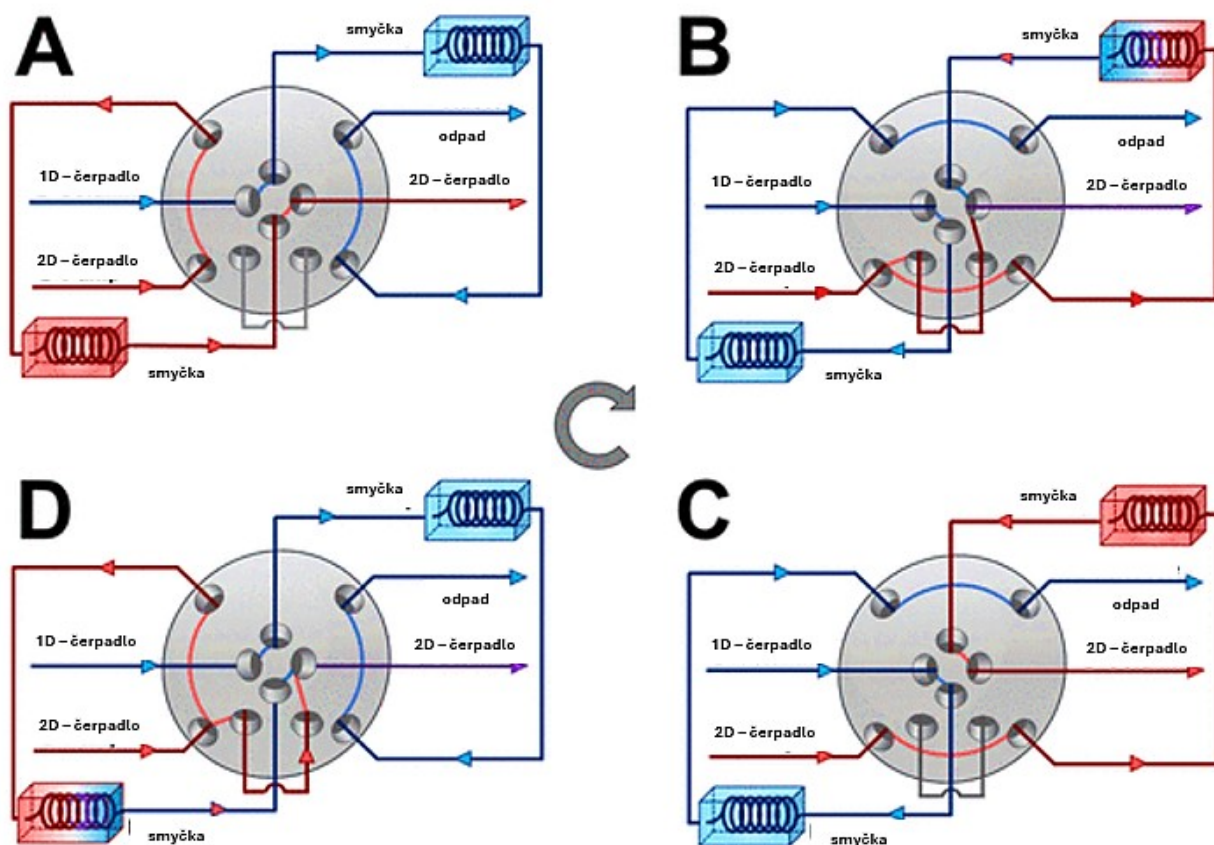 A
smyčka
odpad
1D – čerpadlo
2D – čerpadlo
2D – čerpadlo
smyčka
B
smyčka
odpad
1D – čerpadlo
2D – čerpadlo
2D – čerpadlo
smyčka
D
smyčka
odpad
1D – čerpadlo
2D – čerpadlo
2D – čerpadlo
smyčka
C
smyčka
odpad
1D – čerpadlo
2D – čerpadlo
2D – čerpadlo
smyčka